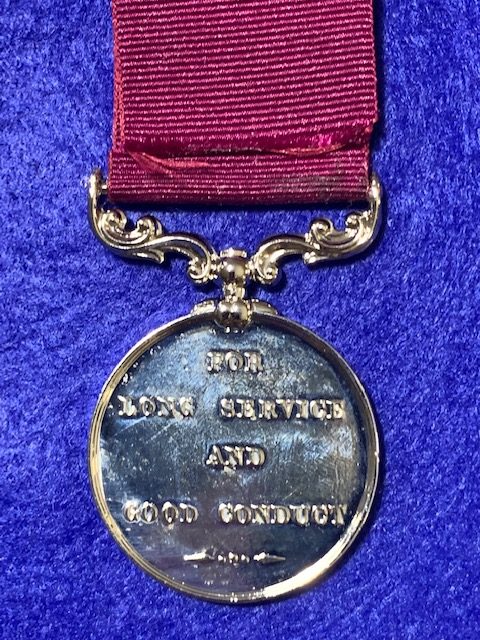 FOR
LONG SERVICE
AND
GOOD CONDUCT